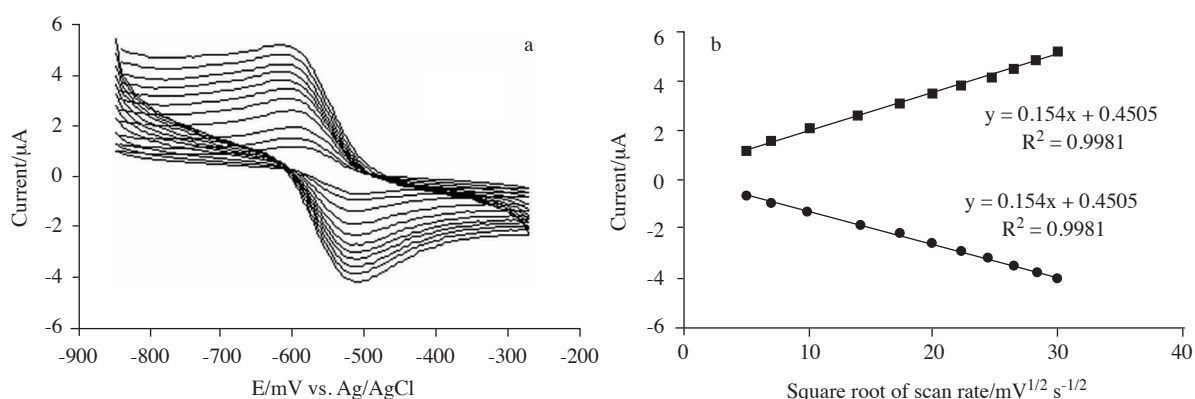 6
4
2
0
-2
-4
-6
-900
-800
-700
-600
-500
-400
-300
-200
Current/µA
E/mV vs. Ag/AgCl
a
6
4
2
0
-2
-4
-6
0
10
20
30
40
Current/µA
Square root of scan rate/mV^1/2 s^-1/2
b
y = 0.154x + 0.4505
R² = 0.9981
y = 0.154x + 0.4505
R² = 0.9981